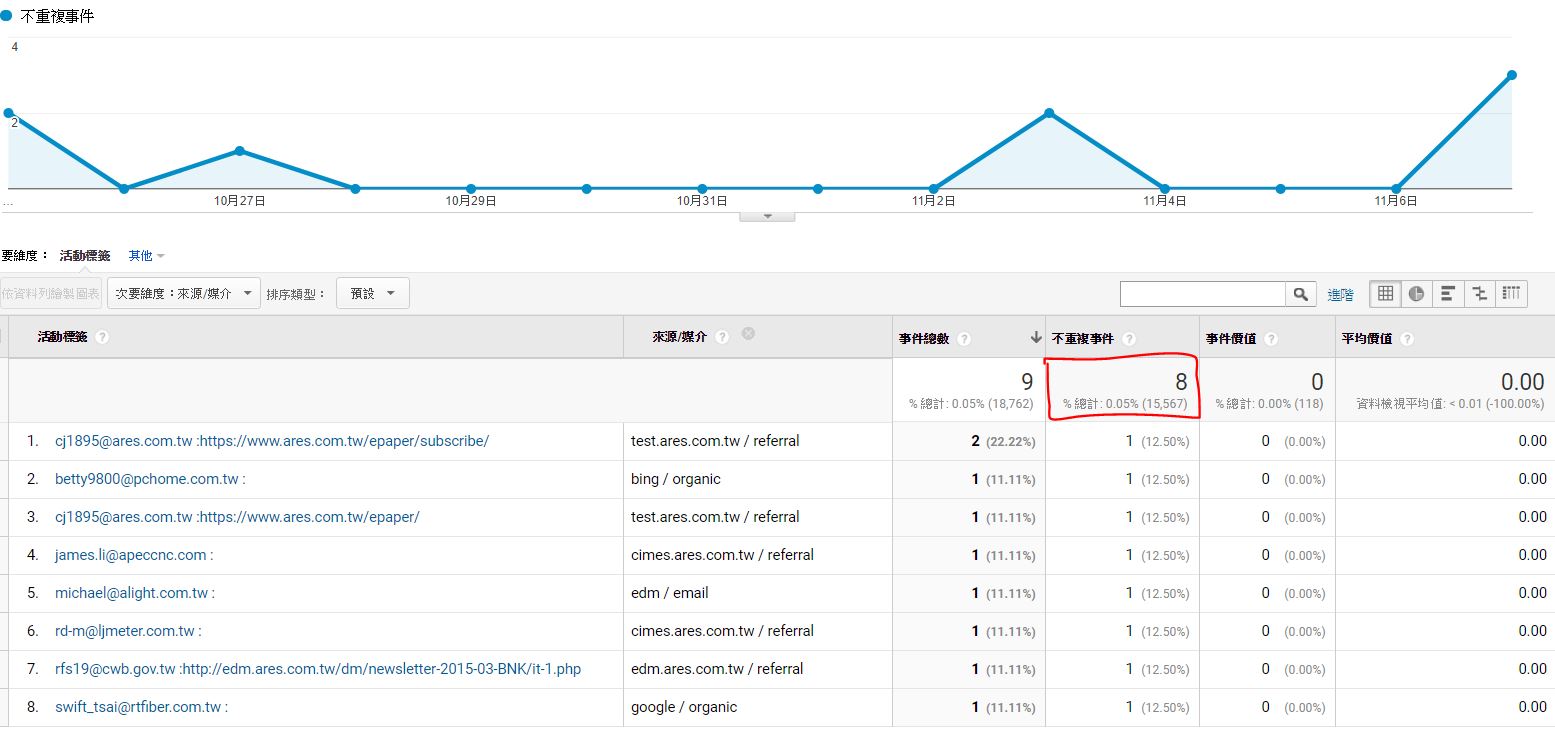 不重複事件
4
2
...
10月27日 10月29日 10月31日 11月2日 11月4日 11月6日
要維度： 活動標籤 其他
依資料列繪製圖表 次要維度：來源/媒介 排序類型： 預設 進階
活動標籤 ? 來源/媒介 ? 事件總數 ? 不重複事件 ? 事件價值 ? 平均價值 ?
9 8 0 0.00
% 總計: 0.05% (18,762) % 總計: 0.05% (15,567) % 總計: 0.00% (118) 資料檢視平均值: < 0.01 (-100.00%)
1. cj1895@ares.com.tw :https://www.ares.com.tw/epaper/subscribe/ test.ares.com.tw / referral 2 (22.22%) 1 (12.50%) 0 (0.00%) 0.00
2. betty9800@pchome.com.tw : bing / organic 1 (11.11%) 1 (12.50%) 0 (0.00%) 0.00
3. cj1895@ares.com.tw :https://www.ares.com.tw/epaper/ test.ares.com.tw / referral 1 (11.11%) 1 (12.50%) 0 (0.00%) 0.00
4. james.li@apeccnc.com : cimes.ares.com.tw / referral 1 (11.11%) 1 (12.50%) 0 (0.00%) 0.00
5. michael@alight.com.tw : edm / email 1 (11.11%) 1 (12.50%) 0 (0.00%) 0.00
6. rd-m@ljmeter.com.tw : cimes.ares.com.tw / referral 1 (11.11%) 1 (12.50%) 0 (0.00%) 0.00
7. rfs19@cwb.gov.tw :http://edm.ares.com.tw/dm/newsletter-2015-03-BNK/it-1.php edm.ares.com.tw / referral 1 (11.11%) 1 (12.50%) 0 (0.00%) 0.00
8. swift_tsai@rtfiber.com.tw : google / organic 1 (11.11%) 1 (12.50%) 0 (0.00%) 0.00